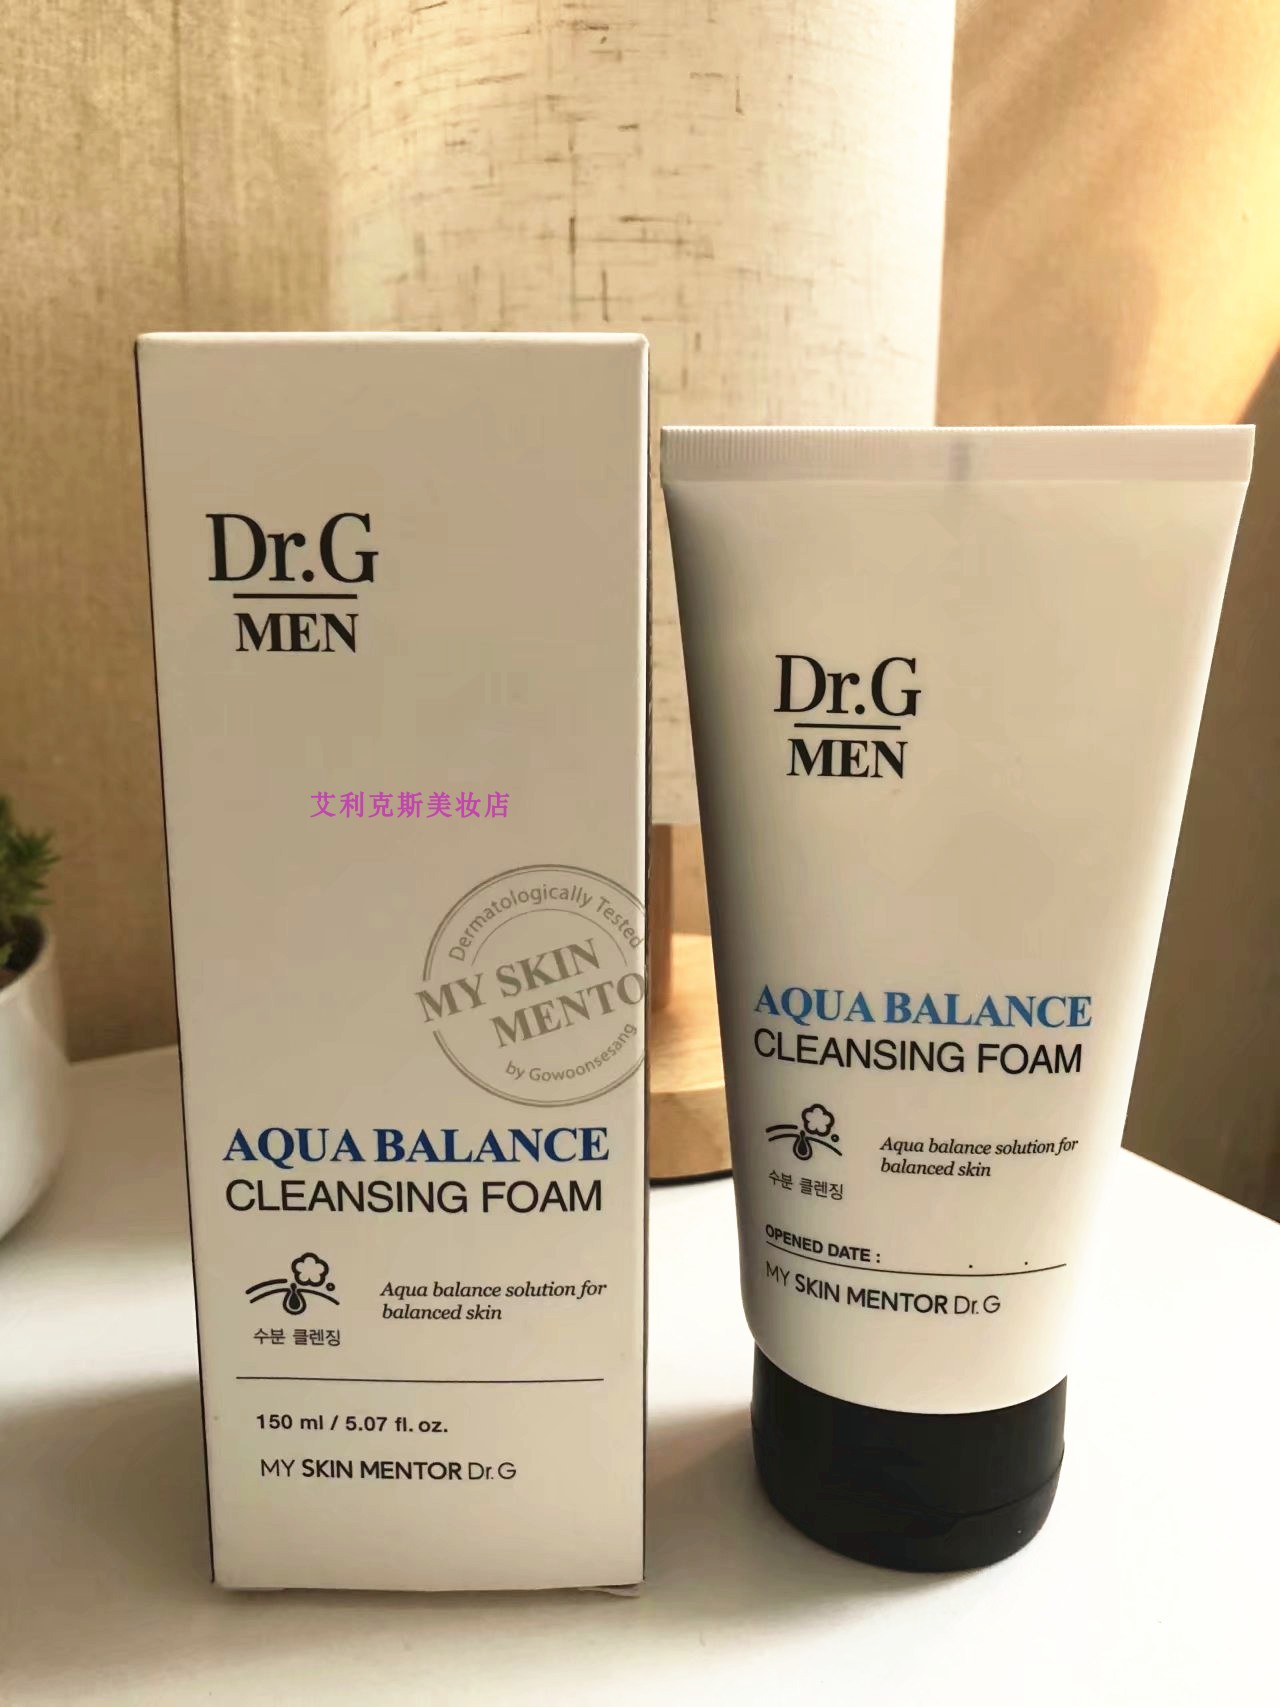 Dr.G
MEN
艾利克斯美妆店
Dermatologically Tested
MY SKIN
MENTO
by Gowoonsesang
AQUA BALANCE
CLEANSING FOAM
수분 클렌징
Aqua balance solution for
balanced skin
150 ml / 5.07 fl. oz.
MY SKIN MENTOR Dr.G
Dr.G
MEN
AQUA BALANCE
CLEANSING FOAM
수분 클렌징
Aqua balance solution for
balanced skin
OPENED DATE : . .
MY SKIN MENTOR Dr.G